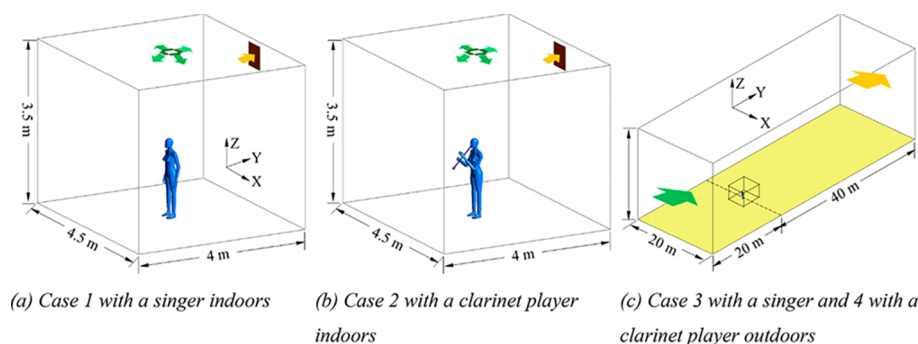 3.5 m
4.5 m
4 m
Z
Y
X
3.5 m
4.5 m
4 m
Z
Y
X
20 m
20 m
40 m
(a) Case 1 with a singer indoors
(b) Case 2 with a clarinet player
indoors
(c) Case 3 with a singer and 4 with a
clarinet player outdoors